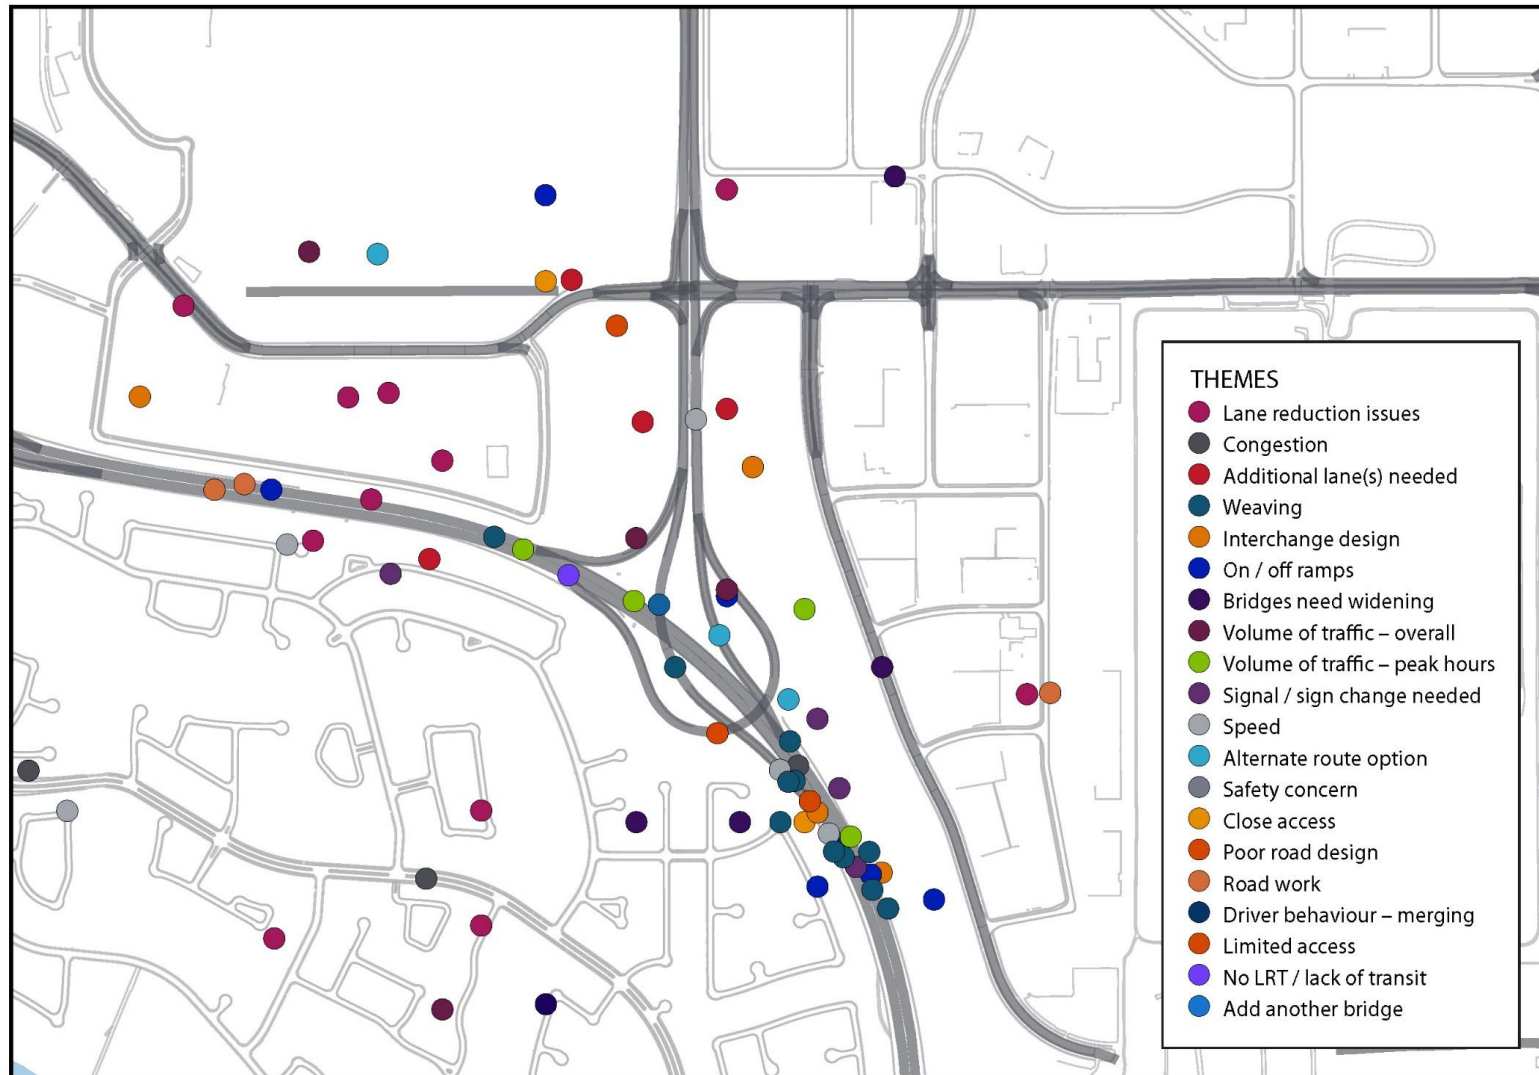 THEMES
Lane reduction issues
Congestion
Additional lane(s) needed
Weaving
Interchange design
On / off ramps
Bridges need widening
Volume of traffic – overall
Volume of traffic – peak hours
Signal / sign change needed
Speed
Alternate route option
Safety concern
Close access
Poor road design
Road work
Driver behaviour – merging
Limited access
No LRT / lack of transit
Add another bridge